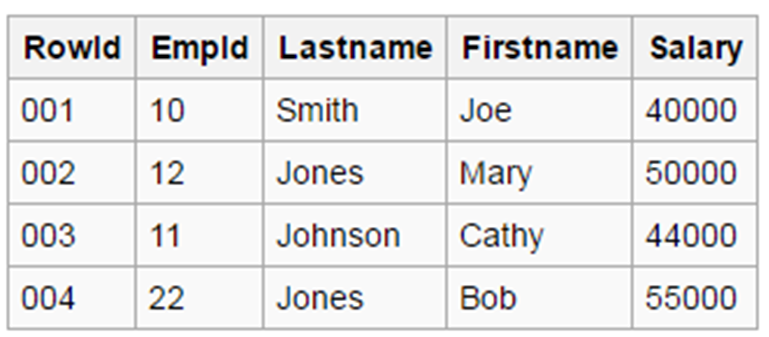 RowId EmpId Lastname Firstname Salary
001 10 Smith Joe 40000
002 12 Jones Mary 50000
003 11 Johnson Cathy 44000
004 22 Jones Bob 55000